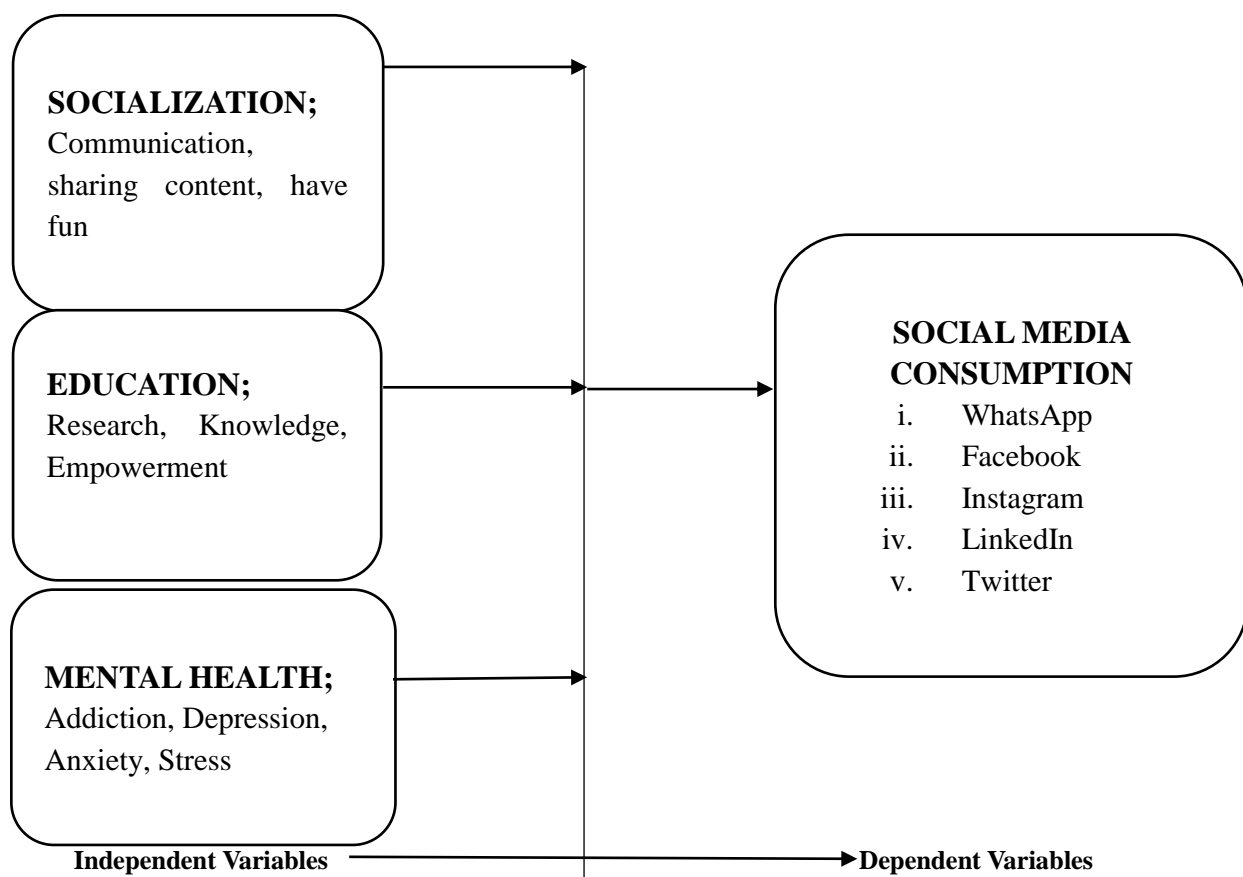 SOCIALIZATION;
Communication,
sharing content, have
fun
EDUCATION;
Research, Knowledge,
Empowerment
MENTAL HEALTH;
Addiction, Depression,
Anxiety, Stress
SOCIAL MEDIA
CONSUMPTION
i. WhatsApp
ii. Facebook
iii. Instagram
iv. LinkedIn
v. Twitter
Independent Variables
Dependent Variables